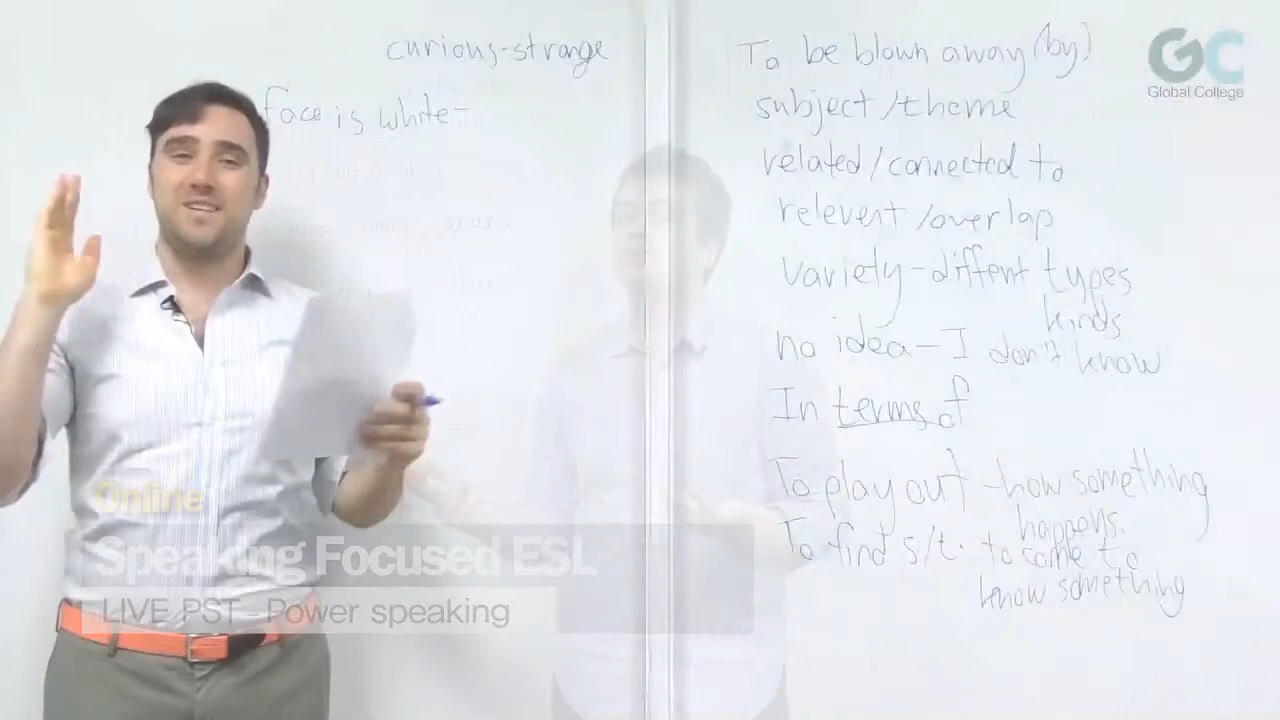 curious-strange
face is white-
To be blown away (by)
subject/theme
related/connected to
relevent/overlap
variety-diffent types
kinds
no idea-I don't know
In terms of
To play out-how something
happens.
To find s/t. to come to
know something
GC
Global College
Online
Speaking Focused ESL
LIVE PST - Power speaking